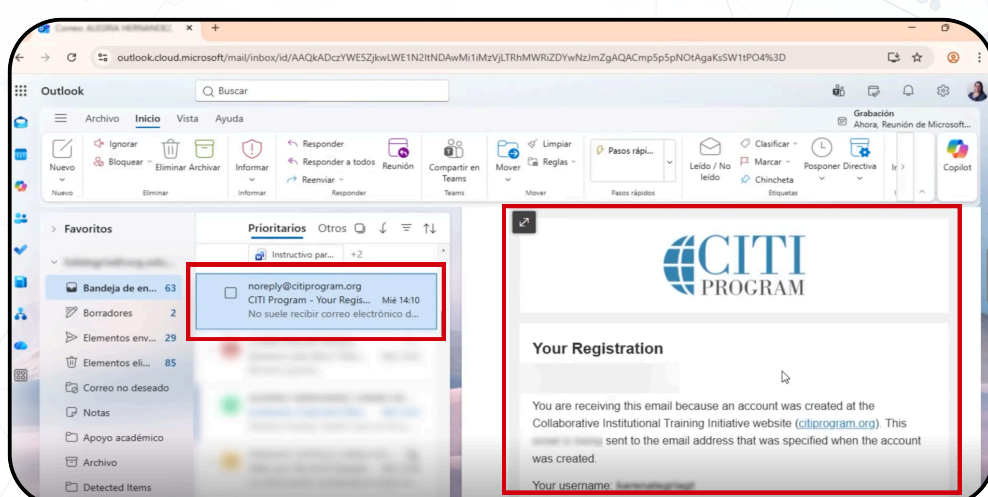 Correo: ALEGRIA HERNANDEZ,
outlook.cloud.microsoft/mail/inbox/id/AAQkADczYWE5ZjkwLWE1N2ItNDAwMi1iMzVjLTRhMWRiZDYwNzJmZgAQACmp5p5pNOtAgaKsSW1tPO4%3D
Outlook
Buscar
Archivo Inicio Vista Ayuda
Grabación
Ahora, Reunión de Microsoft...
Nuevo
Ignorar
Bloquear
Eliminar
Archivar
Informar
Responder
Responder a todos
Reenviar
Reunión
Compartir en Teams
Mover
Limpiar
Reglas
Pasos rápi...
Leído / No leído
Clasificar
Marcar
Chincheta
Posponer
Directiva
Copilot
Nuevo Eliminar Informar Responder Teams Mover Pasos rápidos Etiquetas
Favoritos
Bandeja de en... 63
Borradores 2
Elementos env... 29
Elementos eli... 85
Correo no deseado
Notas
Apoyo académico
Archivo
Detected Items
Prioritarios Otros
Instructivo par... +2
noreply@citiprogram.org
CITI Program - Your Regis... Mié 14:10
No suele recibir correo electrónico d...
CITI
PROGRAM
Your Registration
You are receiving this email because an account was created at the
Collaborative Institutional Training Initiative website (citiprogram.org). This
sent to the email address that was specified when the account
was created.
Your username: